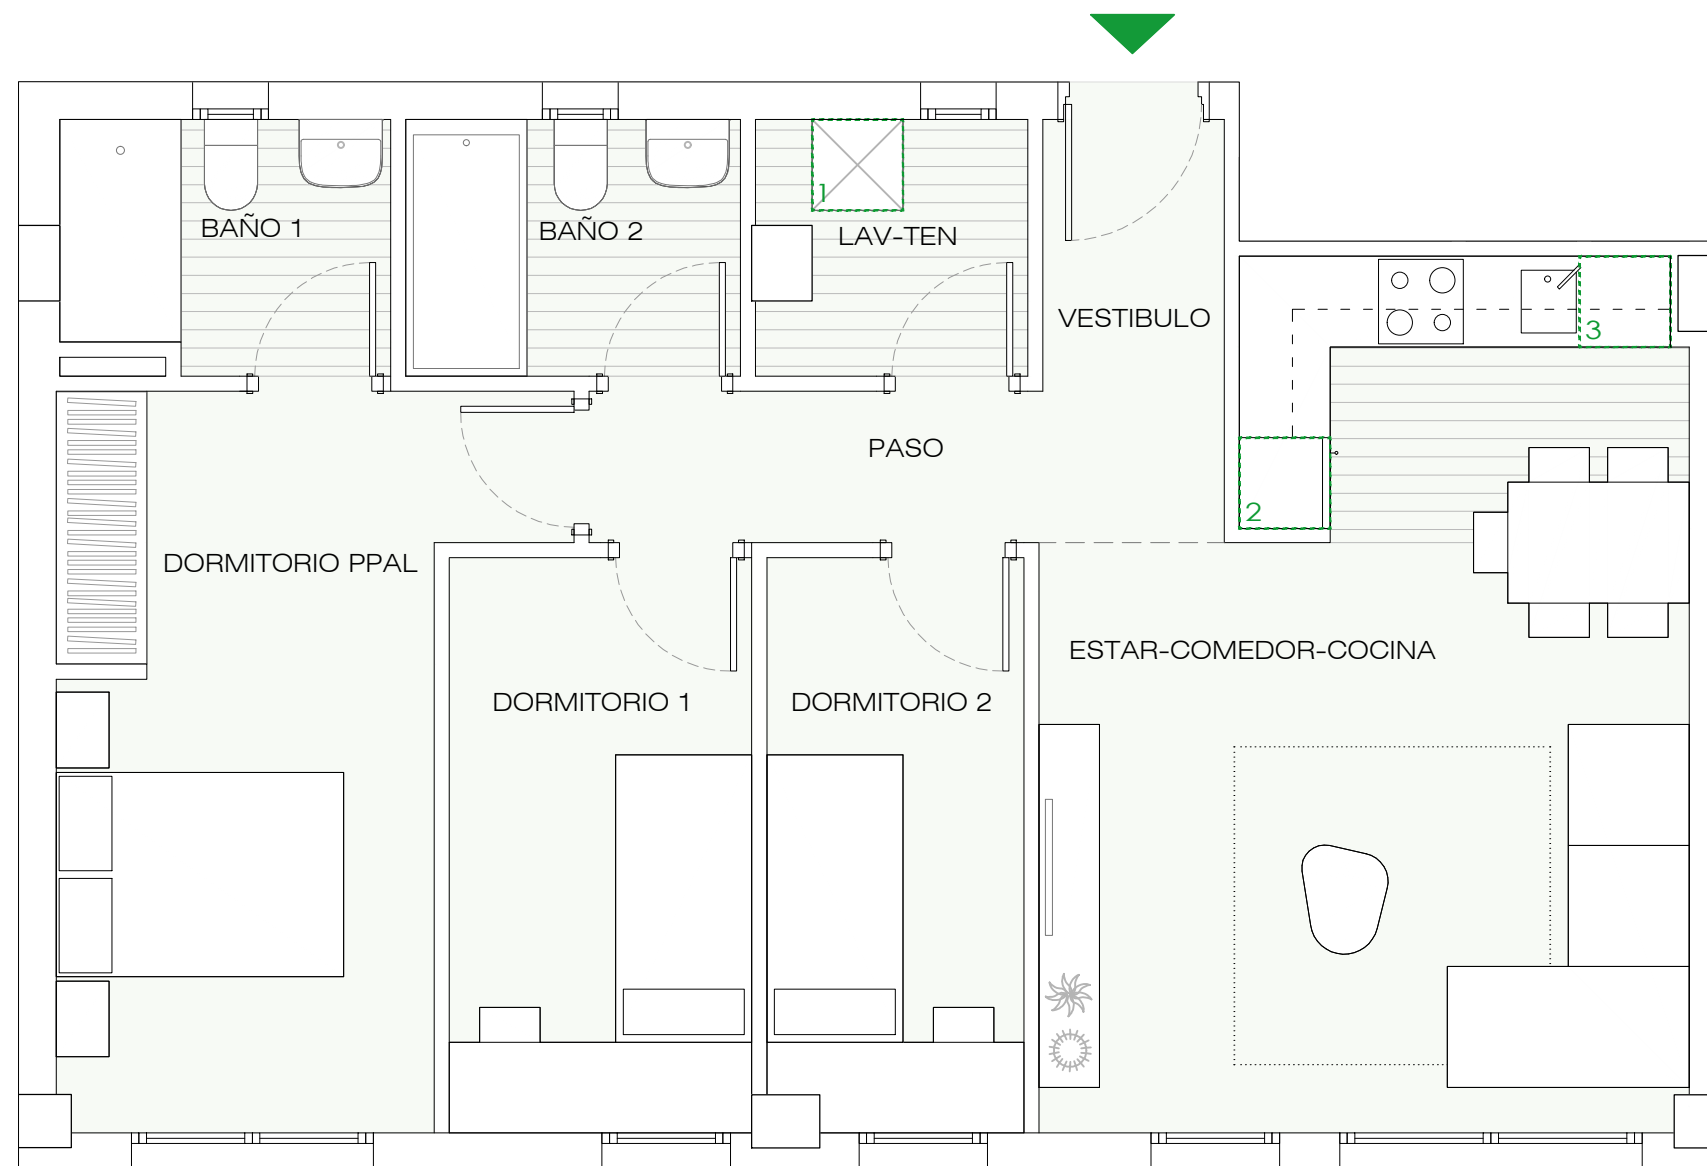 1
BAÑO 1
BAÑO 2
LAV-TEN
VESTIBULO
3
PASO
2
DORMITORIO PPAL
ESTAR-COMEDOR-COCINA
DORMITORIO 1
DORMITORIO 2